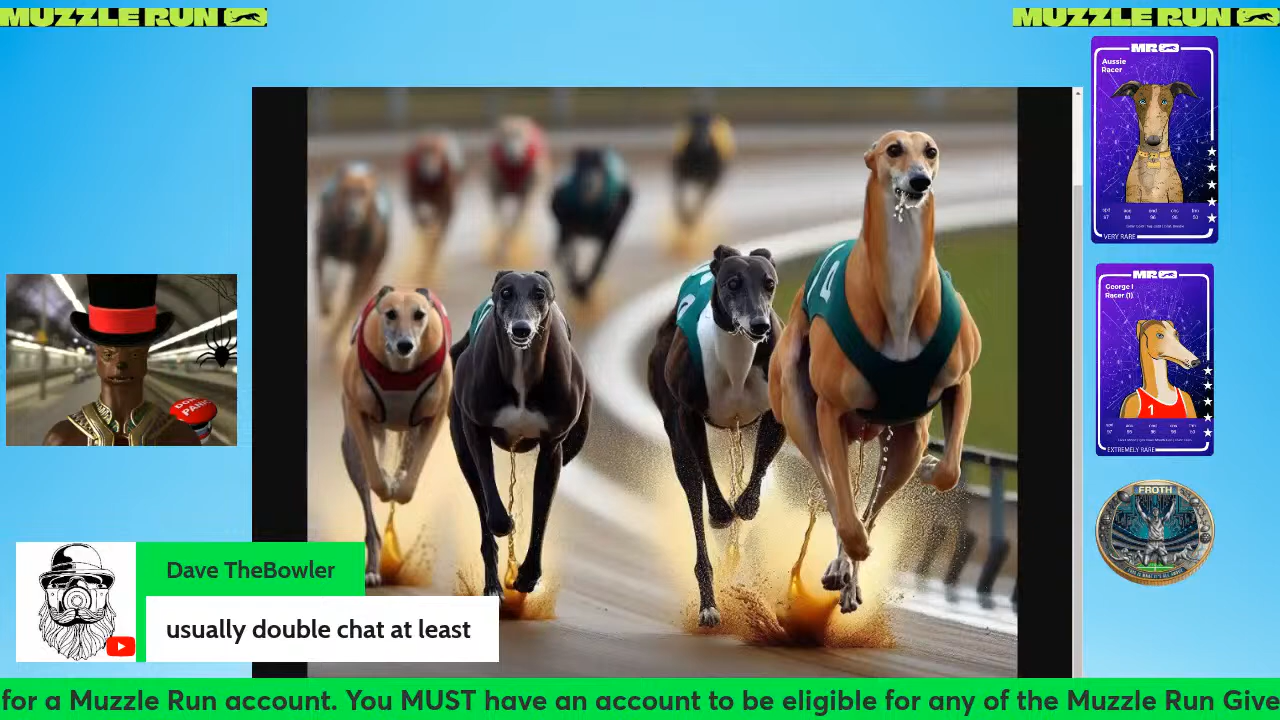 MUZZLE RUN
MUZZLE RUN
MR
Aussie
Racer
VERY RARE
MR
George I
Racer (1)
1
EXTREMELY RARE
DON'T
PANIC
FROTH
Dave TheBowler
usually double chat at least
for a Muzzle Run account. You MUST have an account to be eligible for any of the Muzzle Run Give